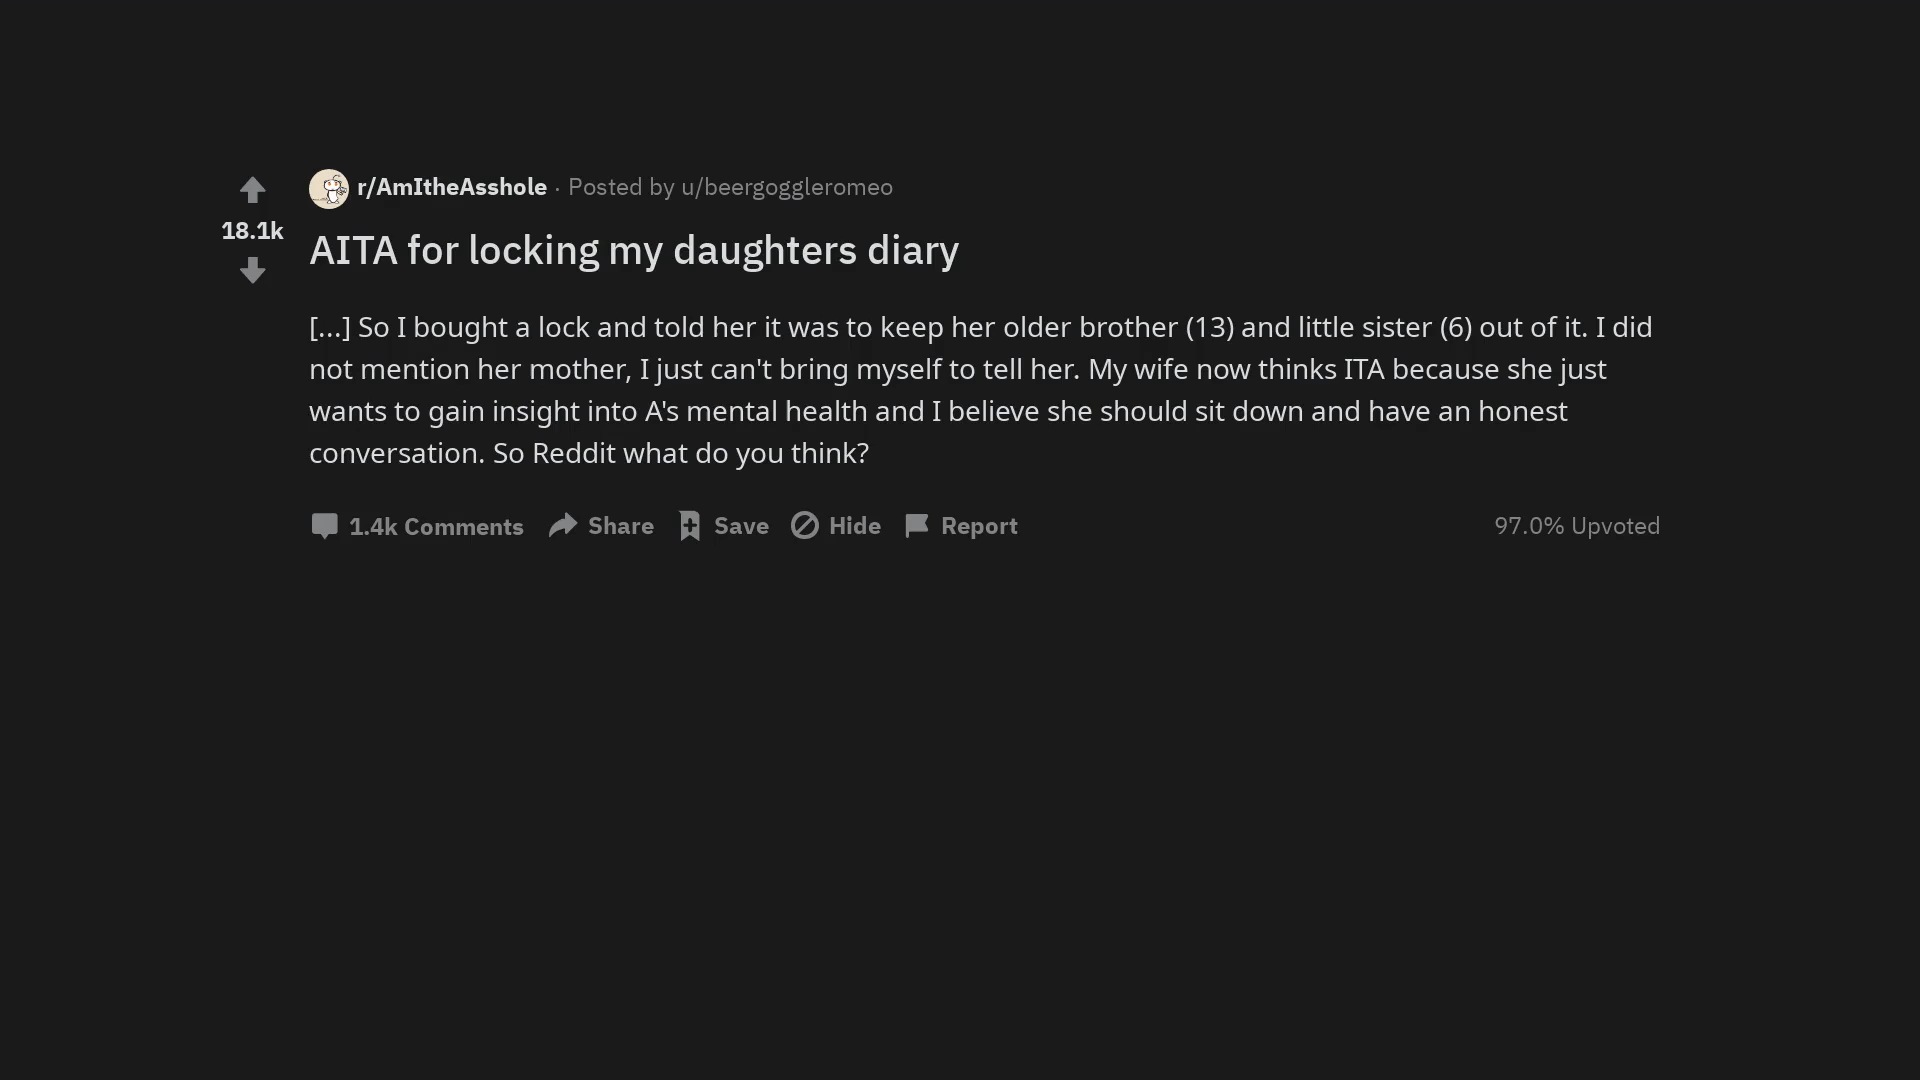 r/AmItheAsshole · Posted by u/beergoggleromeo
18.1k
AITA for locking my daughters diary
[...] So I bought a lock and told her it was to keep her older brother (13) and little sister (6) out of it. I did
not mention her mother, I just can't bring myself to tell her. My wife now thinks ITA because she just
wants to gain insight into A's mental health and I believe she should sit down and have an honest
conversation. So Reddit what do you think?
1.4k Comments Share Save Hide Report 97.0% Upvoted